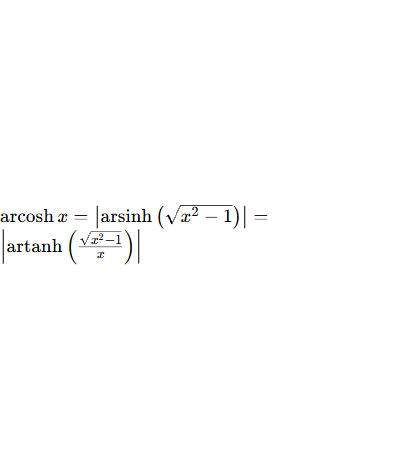 arcosh x = |arsinh (√x² − 1)| =
|artanh (√x²−1/x)|